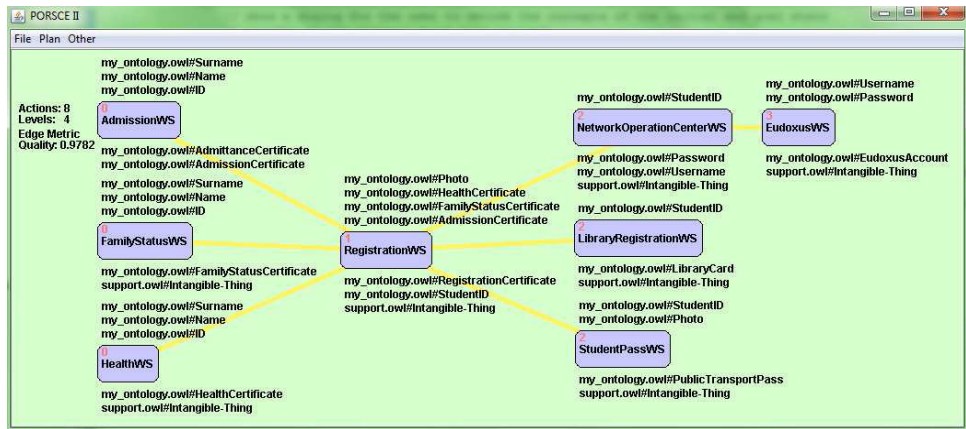 PORSCE II
File Plan Other
Actions: 8
Levels: 4
Edge Metric
Quality: 0.9782
my_ontology.owl#Surname
my_ontology.owl#Name
my_ontology.owl#ID
0
AdmissionWS
my_ontology.owl#AdmittanceCertificate
my_ontology.owl#AdmissionCertificate
my_ontology.owl#Surname
my_ontology.owl#Name
my_ontology.owl#ID
0
FamilyStatusWS
my_ontology.owl#FamilyStatusCertificate
support.owl#Intangible-Thing
my_ontology.owl#Surname
my_ontology.owl#Name
my_ontology.owl#ID
0
HealthWS
my_ontology.owl#HealthCertificate
support.owl#Intangible-Thing
my_ontology.owl#Photo
my_ontology.owl#HealthCertificate
my_ontology.owl#FamilyStatusCertificate
my_ontology.owl#AdmissionCertificate
1
RegistrationWS
my_ontology.owl#RegistrationCertificate
my_ontology.owl#StudentID
support.owl#Intangible-Thing
my_ontology.owl#StudentID
2
NetworkOperationCenterWS
my_ontology.owl#Password
my_ontology.owl#Username
support.owl#Intangible-Thing
my_ontology.owl#StudentID
2
LibraryRegistrationWS
my_ontology.owl#LibraryCard
support.owl#Intangible-Thing
my_ontology.owl#StudentID
my_ontology.owl#Photo
2
StudentPassWS
my_ontology.owl#PublicTransportPass
support.owl#Intangible-Thing
my_ontology.owl#Username
my_ontology.owl#Password
3
EudoxusWS
my_ontology.owl#EudoxusAccount
support.owl#Intangible-Thing